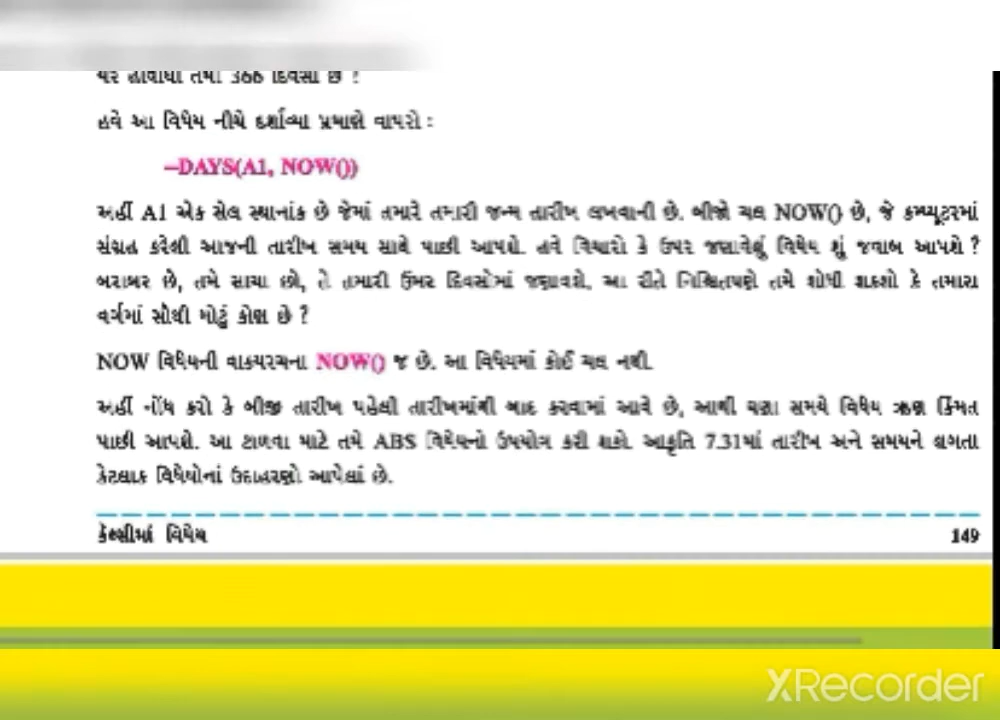 હવે આ વિધેય નીચે દર્શાવ્યા પ્રમાણે વાપરો :
=DAYS(A1, NOW())
અહીં A1 એક સેલ સ્થાનાંક છે જેમાં તમારે તમારી જન્મ તારીખ લખવાની છે. બીજો ચલ NOW() છે, જે કમ્પ્યૂટરમાં
સંગ્રહ કરેલી આજની તારીખ સમય સાથે પાછી આપશે. હવે વિચારો કે ઉપર જણાવેલું વિધેય શું જવાબ આપશે ?
બરાબર છે, તમે સાચા છો, તે તમારી ઉંમર દિવસોમાં જણાવશે. આ રીતે નિશ્ચિતપણે તમે શોધી શકશો કે તમારા
વર્ગમાં સૌથી મોટું કોણ છે ?
NOW વિધેયની વાક્યરચના NOW() જ છે. આ વિધેયમાં કોઈ ચલ નથી.
અહીં નોંધ કરો કે બીજી તારીખ પહેલી તારીખમાંથી બાદ કરવામાં આવે છે, આથી ઘણા સમયે વિધેય ઋણ કિંમત
પાછી આપશે. આ ટાળવા માટે તમે ABS વિધેયનો ઉપયોગ કરી શકો. આકૃતિ 7.31માં તારીખ અને સમયને લગતા
કેટલાક વિધેયોનાં ઉદાહરણો આપેલાં છે.
કેલ્સીમાં વિધેય 149
XRecorder